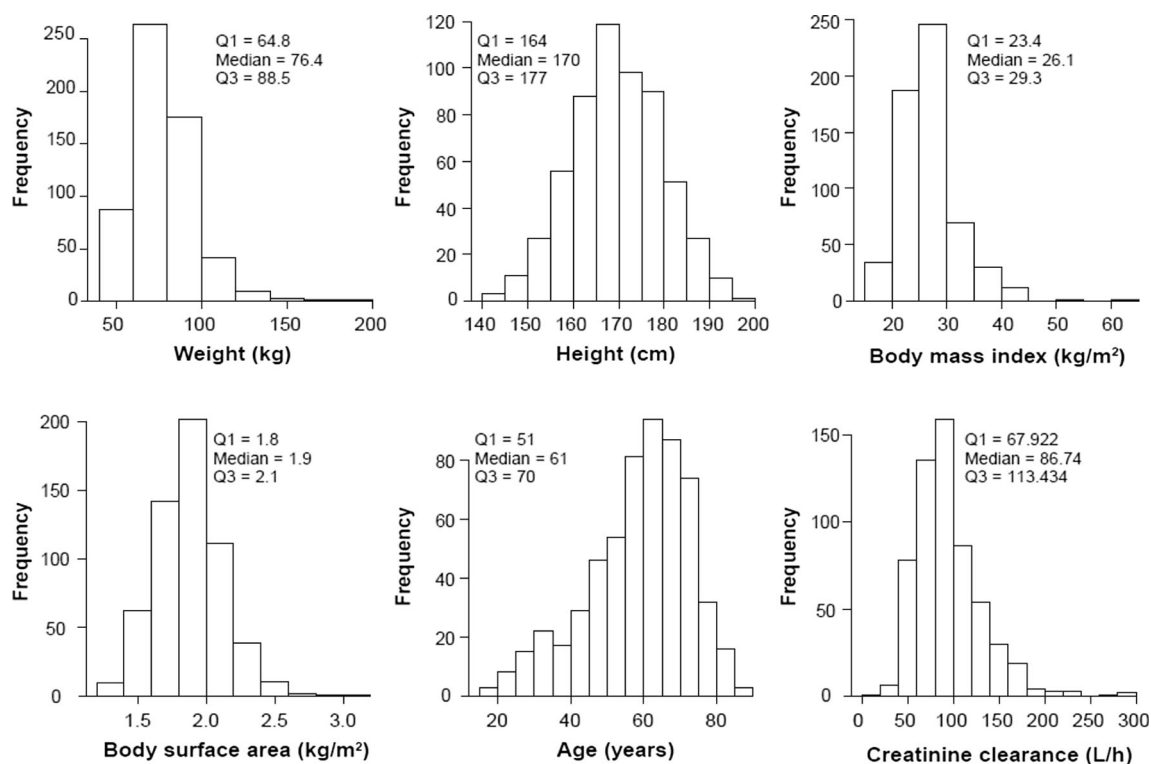 Frequency
250
200
150
100
50
0
50 100 150 200
Weight (kg)
Q1 = 64.8
Median = 76.4
Q3 = 88.5
Frequency
120
100
80
60
40
20
0
140 150 160 170 180 190 200
Height (cm)
Q1 = 164
Median = 170
Q3 = 177
Frequency
250
200
150
100
50
0
20 30 40 50 60
Body mass index (kg/m²)
Q1 = 23.4
Median = 26.1
Q3 = 29.3
Frequency
200
150
100
50
0
1.5 2.0 2.5 3.0
Body surface area (kg/m²)
Q1 = 1.8
Median = 1.9
Q3 = 2.1
Frequency
80
60
40
20
0
20 40 60 80
Age (years)
Q1 = 51
Median = 61
Q3 = 70
Frequency
150
100
50
0
0 50 100 150 200 250 300
Creatinine clearance (L/h)
Q1 = 67.922
Median = 86.74
Q3 = 113.434